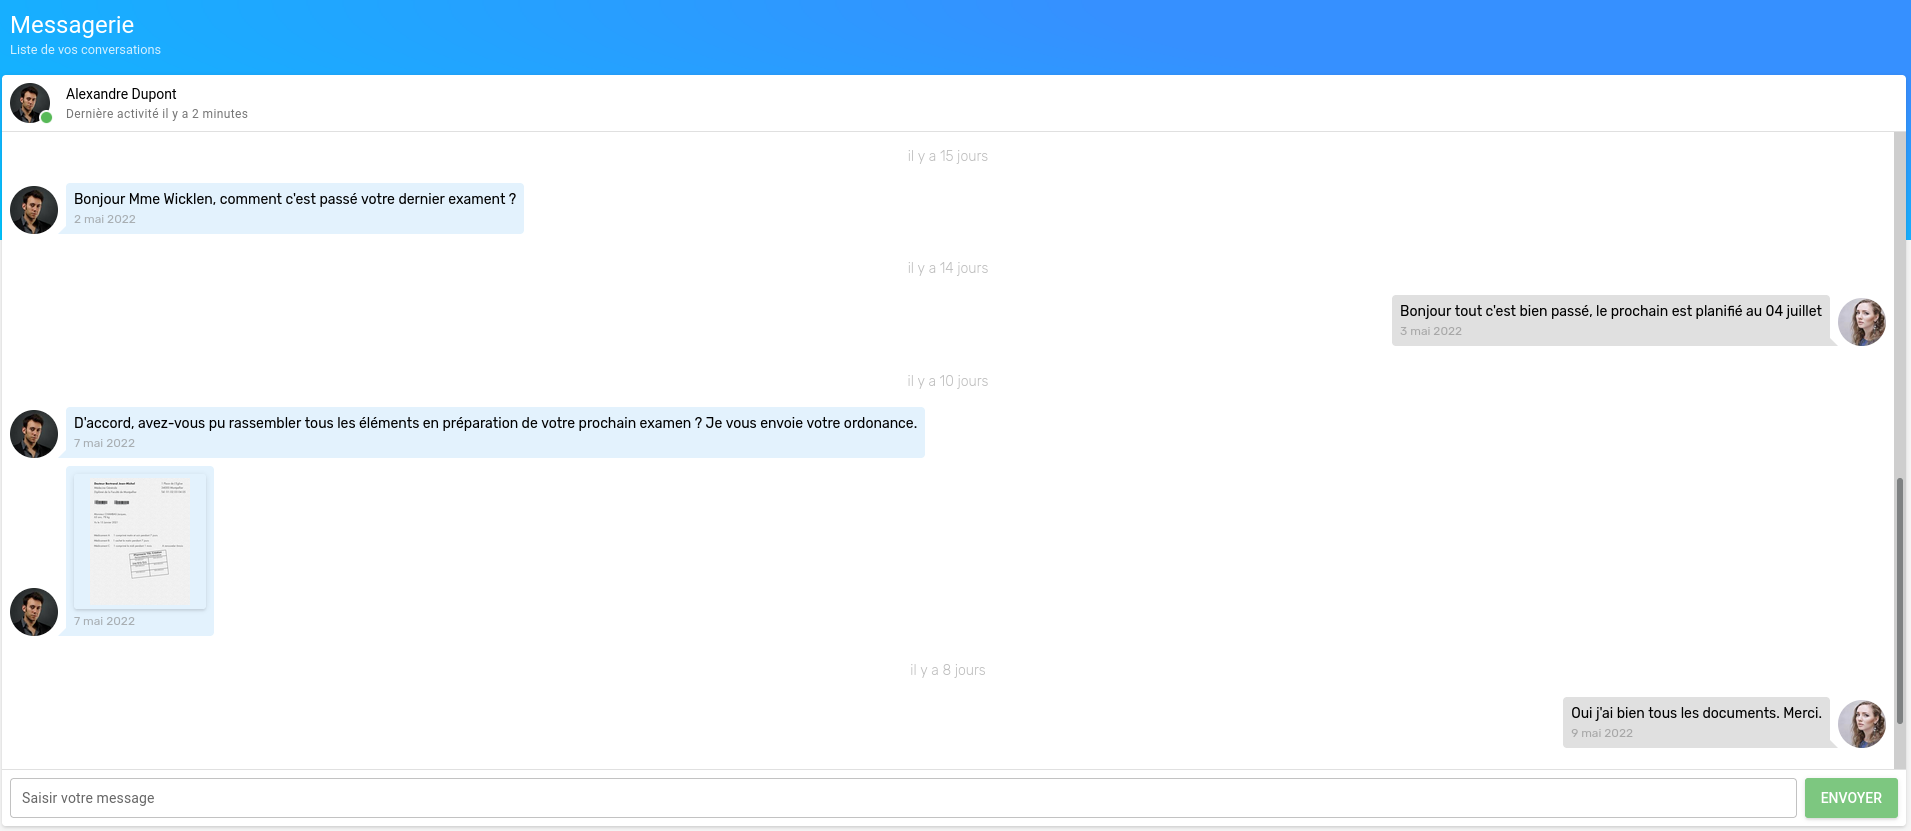 Messagerie
Liste de vos conversations
Alexandre Dupont
Dernière activité il y a 2 minutes
il y a 15 jours
Bonjour Mme Wicklen, comment c'est passé votre dernier exament ?
2 mai 2022
il y a 14 jours
Bonjour tout c'est bien passé, le prochain est planifié au 04 juillet
3 mai 2022
il y a 10 jours
D'accord, avez-vous pu rassembler tous les éléments en préparation de votre prochain examen ? Je vous envoie votre ordonance.
7 mai 2022
7 mai 2022
il y a 8 jours
Oui j'ai bien tous les documents. Merci.
9 mai 2022
Saisir votre message
ENVOYER